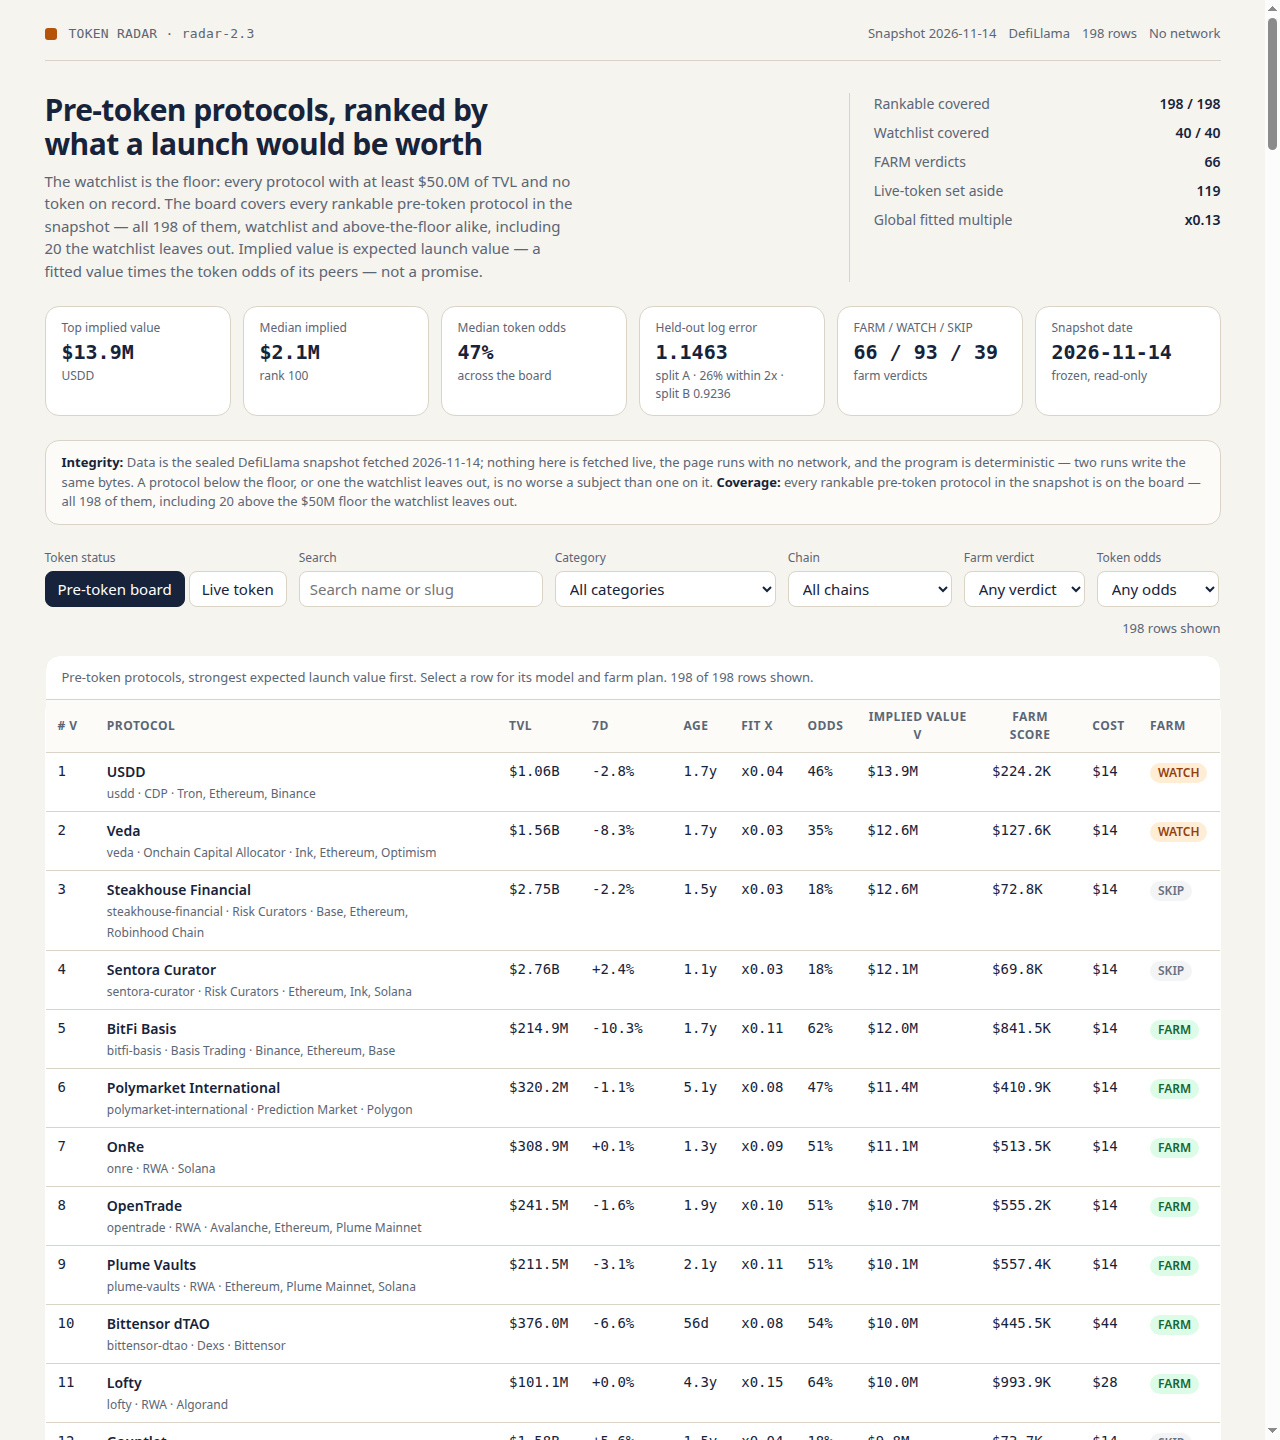 TOKEN RADAR · radar-2.3
Snapshot 2026-11-14 DefiLlama 198 rows No network
Pre-token protocols, ranked by
what a launch would be worth
The watchlist is the floor: every protocol with at least $50.0M of TVL and no
token on record. The board covers every rankable pre-token protocol in the
snapshot — all 198 of them, watchlist and above-the-floor alike, including
20 the watchlist leaves out. Implied value is expected launch value — a
fitted value times the token odds of its peers — not a promise.
Rankable covered 198 / 198
Watchlist covered 40 / 40
FARM verdicts 66
Live-token set aside 119
Global fitted multiple x0.13
Top implied value
$13.9M
USDD
Median implied
$2.1M
rank 100
Median token odds
47%
across the board
Held-out log error
1.1463
split A · 26% within 2x ·
split B 0.9236
FARM / WATCH / SKIP
66 / 93 / 39
farm verdicts
Snapshot date
2026-11-14
frozen, read-only
Integrity: Data is the sealed DefiLlama snapshot fetched 2026-11-14; nothing here is fetched live, the page runs with no network, and the program is deterministic — two runs write the
same bytes. A protocol below the floor, or one the watchlist leaves out, is no worse a subject than one on it. Coverage: every rankable pre-token protocol in the snapshot is on the board —
all 198 of them, including 20 above the $50M floor the watchlist leaves out.
Token status Search Category Chain Farm verdict Token odds
Pre-token board Live token Search name or slug All categories All chains Any verdict Any odds
198 rows shown
Pre-token protocols, strongest expected launch value first. Select a row for its model and farm plan. 198 of 198 rows shown.
# V PROTOCOL TVL 7D AGE FIT X ODDS IMPLIED VALUE V FARM SCORE COST FARM
1 USDD $1.06B -2.8% 1.7y x0.04 46% $13.9M $224.2K $14 WATCH
usdd · CDP · Tron, Ethereum, Binance
2 Veda $1.56B -8.3% 1.7y x0.03 35% $12.6M $127.6K $14 WATCH
veda · Onchain Capital Allocator · Ink, Ethereum, Optimism
3 Steakhouse Financial $2.75B -2.2% 1.5y x0.03 18% $12.6M $72.8K $14 SKIP
steakhouse-financial · Risk Curators · Base, Ethereum,
Robinhood Chain
4 Sentora Curator $2.76B +2.4% 1.1y x0.03 18% $12.1M $69.8K $14 SKIP
sentora-curator · Risk Curators · Ethereum, Ink, Solana
5 BitFi Basis $214.9M -10.3% 1.7y x0.11 62% $12.0M $841.5K $14 FARM
bitfi-basis · Basis Trading · Binance, Ethereum, Base
6 Polymarket International $320.2M -1.1% 5.1y x0.08 47% $11.4M $410.9K $14 FARM
polymarket-international · Prediction Market · Polygon
7 OnRe $308.9M +0.1% 1.3y x0.09 51% $11.1M $513.5K $14 FARM
onre · RWA · Solana
8 OpenTrade $241.5M -1.6% 1.9y x0.10 51% $10.7M $555.2K $14 FARM
opentrade · RWA · Avalanche, Ethereum, Plume Mainnet
9 Plume Vaults $211.5M -3.1% 2.1y x0.11 51% $10.1M $557.4K $14 FARM
plume-vaults · RWA · Ethereum, Plume Mainnet, Solana
10 Bittensor dTAO $376.0M -6.6% 56d x0.08 54% $10.0M $445.5K $44 FARM
bittensor-dtao · Dexs · Bittensor
11 Lofty $101.1M +0.0% 4.3y x0.15 64% $10.0M $993.9K $28 FARM
lofty · RWA · Algorand